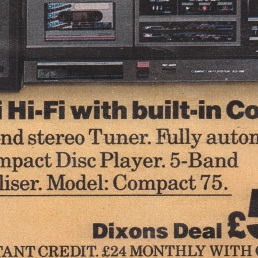 i Hi-Fi with built-in Co
nd stereo Tuner. Fully autom
mpact Disc Player. 5-Band
liser. Model: Compact 75.
Dixons Deal £5
TANT CREDIT. £24 MONTHLY WITH